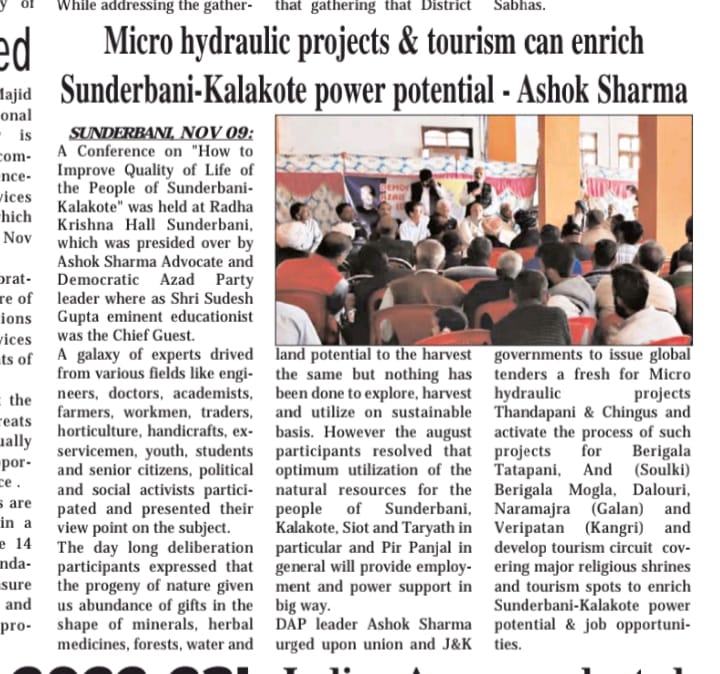 y of
ed
Majid
onal
is
com-
nce-
vices
hich
Nov
orat-
re of
ions
vices
ts of
the
reats
ually
por-
ce .
s are
in a
e 14
nda-
sure
and
pro-
While addressing the gather-
that gathering that District
Sabhas.
Micro hydraulic projects & tourism can enrich
Sunderbani-Kalakote power potential - Ashok Sharma
SUNDERBANI, NOV 09:
A Conference on "How to
Improve Quality of Life of
the People of Sunderbani-
Kalakote" was held at Radha
Krishna Hall Sunderbani,
which was presided over by
Ashok Sharma Advocate and
Democratic Azad Party
leader where as Shri Sudesh
Gupta eminent educationist
was the Chief Guest.
A galaxy of experts drived
from various fields like engi-
neers, doctors, academists,
farmers, workmen, traders,
horticulture, handicrafts, ex-
servicemen, youth, students
and senior citizens, political
and social activists partici-
pated and presented their
view point on the subject.
The day long deliberation
participants expressed that
the progeny of nature given
us abundance of gifts in the
shape of minerals, herbal
medicines, forests, water and
land potential to the harvest
the same but nothing has
been done to explore, harvest
and utilize on sustainable
basis. However the august
participants resolved that
optimum utilization of the
natural resources for the
people of Sunderbani,
Kalakote, Siot and Taryath in
particular and Pir Panjal in
general will provide employ-
ment and power support in
big way.
DAP leader Ashok Sharma
urged upon union and J&K
governments to issue global
tenders a fresh for Micro
hydraulic projects
Thandapani & Chingus and
activate the process of such
projects for Berigala
Tatapani, And (Soulki)
Berigala Mogla, Dalouri,
Naramajra (Galan) and
Veripatan (Kangri) and
develop tourism circuit cov-
ering major religious shrines
and tourism spots to enrich
Sunderbani-Kalakote power
potential & job opportuni-
ties.